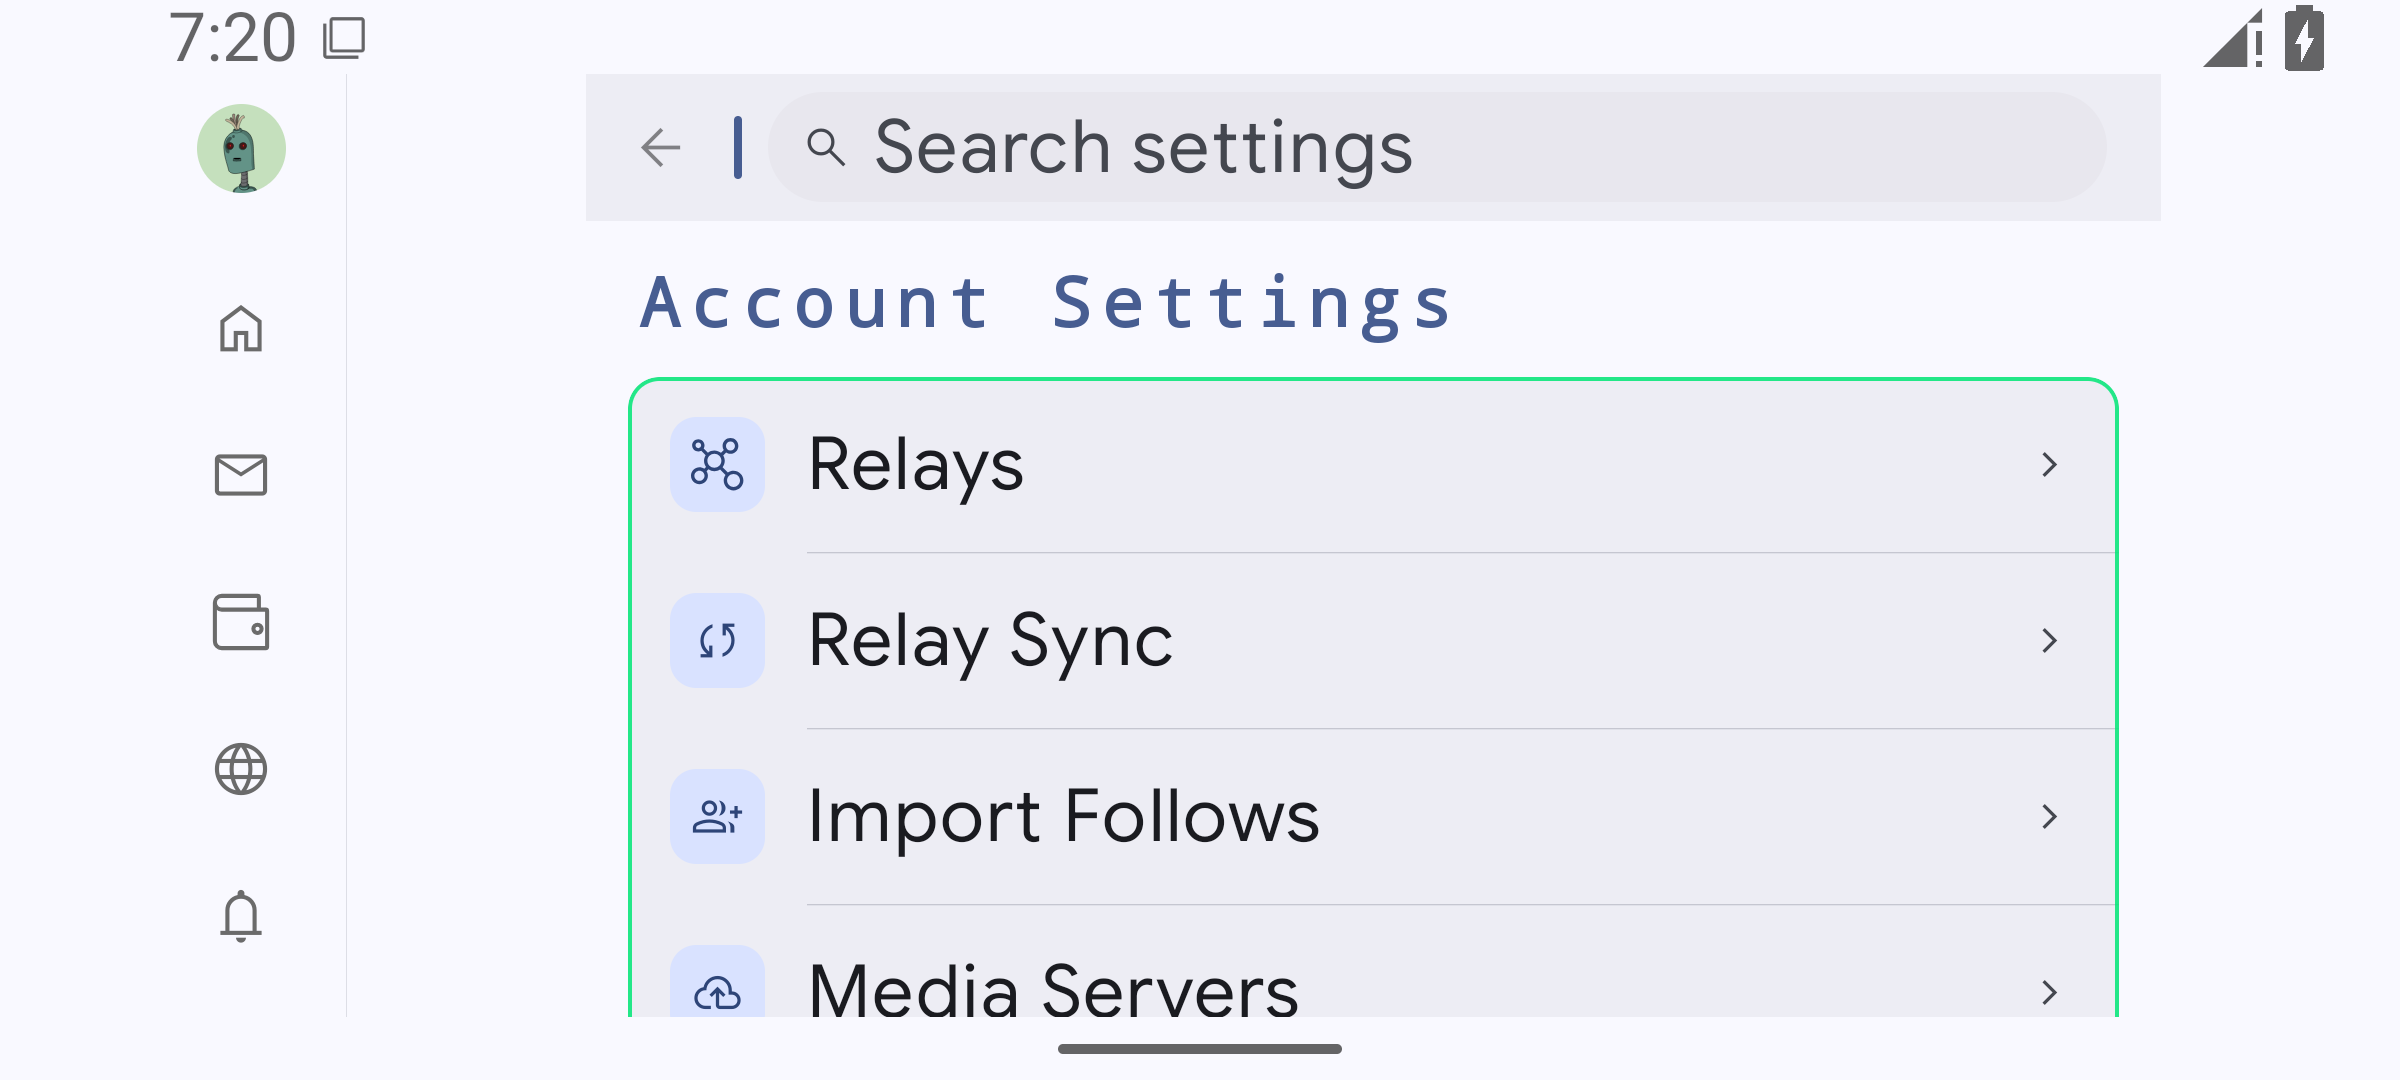 7:20
Search settings
Account Settings
Relays
Relay Sync
Import Follows
Media Servers